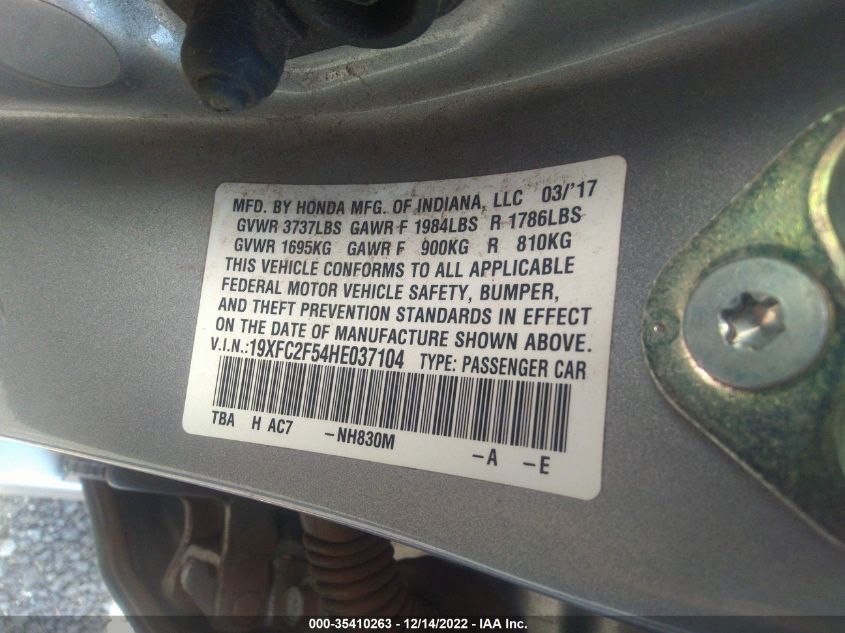 MFD. BY HONDA MFG. OF INDIANA, LLC 03/'17
GVWR 3737LBS GAWR F 1984LBS R 1786LBS
GVWR 1695KG GAWR F 900KG R 810KG
THIS VEHICLE CONFORMS TO ALL APPLICABLE
FEDERAL MOTOR VEHICLE SAFETY, BUMPER,
AND THEFT PREVENTION STANDARDS IN EFFECT
ON THE DATE OF MANUFACTURE SHOWN ABOVE.
V.I.N.:19XFC2F54HE037104 TYPE: PASSENGER CAR
TBA H AC7 -NH830M -A -E
000-35410263 - 12/14/2022 - IAA Inc.